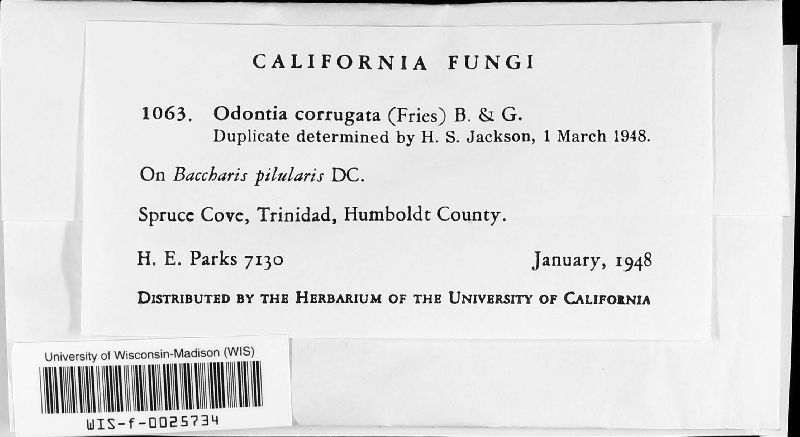 CALIFORNIA FUNGI
1063. Odontia corrugata (Fries) B. & G.
Duplicate determined by H. S. Jackson, 1 March 1948.
On Baccharis pilularis DC.
Spruce Cove, Trinidad, Humboldt County.
H. E. Parks 7130 January, 1948
DISTRIBUTED BY THE HERBARIUM OF THE UNIVERSITY OF CALIFORNIA
University of Wisconsin-Madison (WIS)
WIS-f-0025734